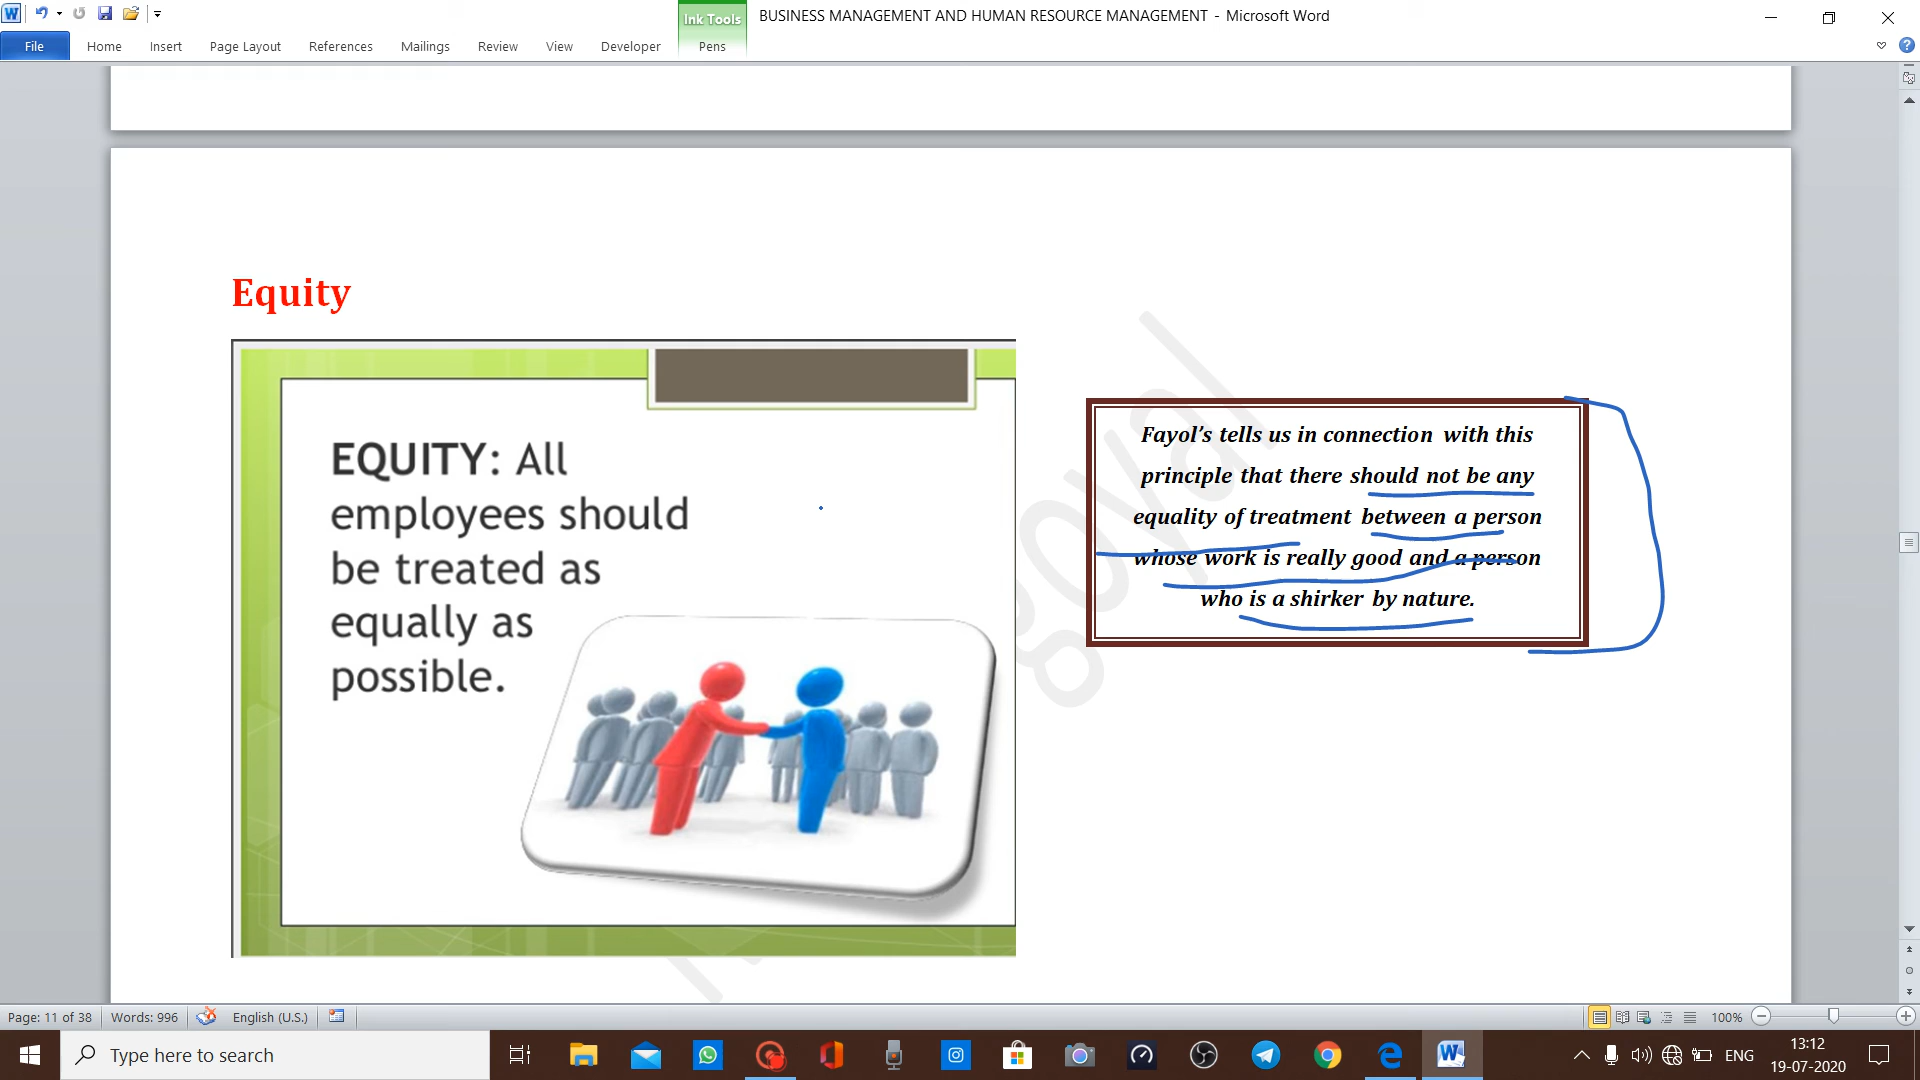 BUSINESS MANAGEMENT AND HUMAN RESOURCE MANAGEMENT - Microsoft Word
Ink Tools
File Home Insert Page Layout References Mailings Review View Developer Pens
Equity
EQUITY: All
employees should
be treated as
equally as
possible.
Fayol's tells us in connection with this
principle that there should not be any
equality of treatment between a person
whose work is really good and a person
who is a shirker by nature.
goyal
Page: 11 of 38 Words: 996 English (U.S.) 100%
Type here to search
ENG
13:12
19-07-2020